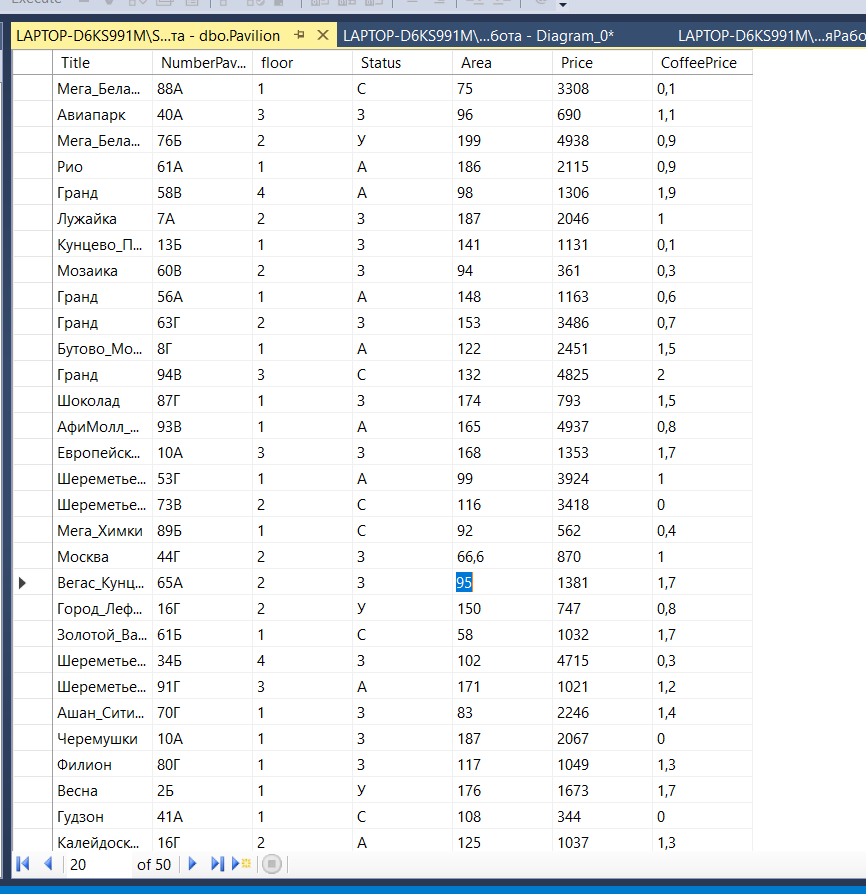 Execute
LAPTOP-D6KS991M\S...та - dbo.Pavilion LAPTOP-D6KS991M\...бота - Diagram_0* LAPTOP-D6KS991M\...яРабо
Title NumberPav... floor Status Area Price CoffeePrice
Мега_Бела... 88А 1 С 75 3308 0,1
Авиапарк 40А 3 З 96 690 1,1
Мега_Бела... 76Б 2 У 199 4938 0,9
Рио 61А 1 А 186 2115 0,9
Гранд 58В 4 А 98 1306 1,9
Лужайка 7А 2 З 187 2046 1
Кунцево_П... 13Б 1 З 141 1131 0,1
Мозаика 60В 2 З 94 361 0,3
Гранд 56А 1 А 148 1163 0,6
Гранд 63Г 2 З 153 3486 0,7
Бутово_Мо... 8Г 1 А 122 2451 1,5
Гранд 94В 3 С 132 4825 2
Шоколад 87Г 1 З 174 793 1,5
АфиМолл_... 93В 1 А 165 4937 0,8
Европейск... 10А 3 З 168 1353 1,7
Шереметье... 53Г 1 А 99 3924 1
Шереметье... 73В 2 С 116 3418 0
Мега_Химки 89Б 1 С 92 562 0,4
Москва 44Г 2 З 66,6 870 1
Вегас_Кунц... 65А 2 З 95 1381 1,7
Город_Леф... 16Г 2 У 150 747 0,8
Золотой_Ва... 61Б 1 С 58 1032 1,7
Шереметье... 34Б 4 З 102 4715 0,3
Шереметье... 91Г 3 А 171 1021 1,2
Ашан_Сити... 70Г 1 З 83 2246 1,4
Черемушки 10А 1 З 187 2067 0
Филион 80Г 1 З 117 1049 1,3
Весна 2Б 1 У 176 1673 1,7
Гудзон 41А 1 С 108 344 0
Калейдоск... 16Г 2 А 125 1037 1,3
20 of 50